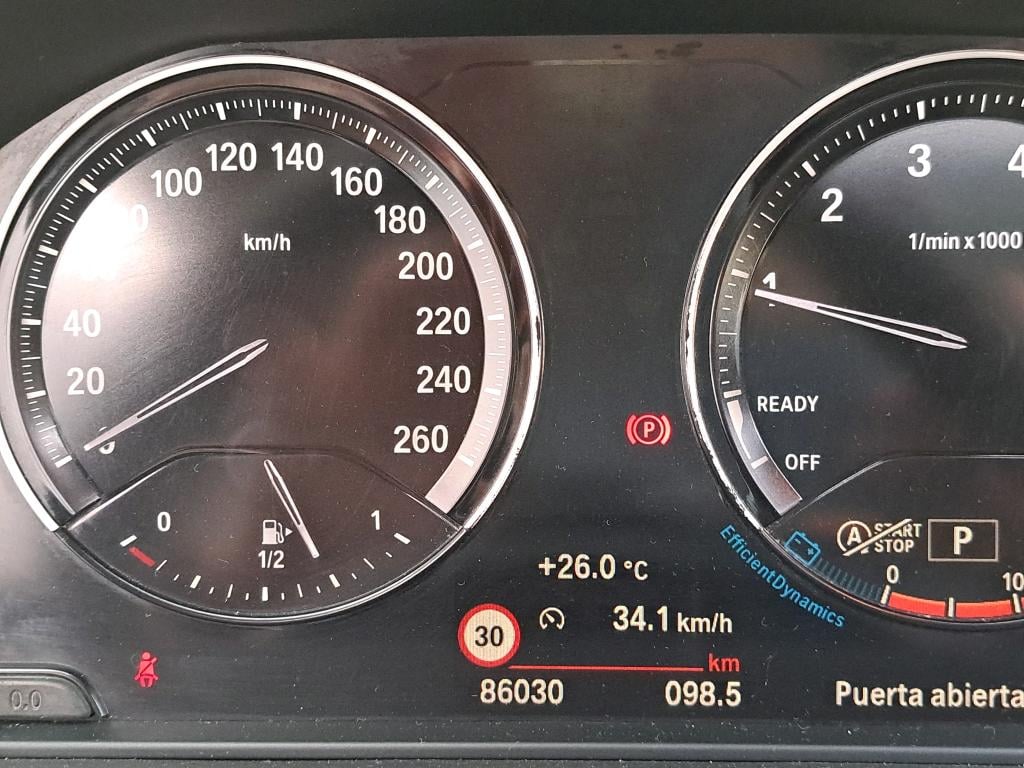 120 140
100 160
180
km/h
200
40 220
20 240
260
0 1
1/2
3
2
1/min x 1000
1
READY
OFF
P
A START
STOP
P
EfficientDynamics
0
+26.0 °C
30 34.1 km/h
km
86030 098.5
Puerta abierta
0.0